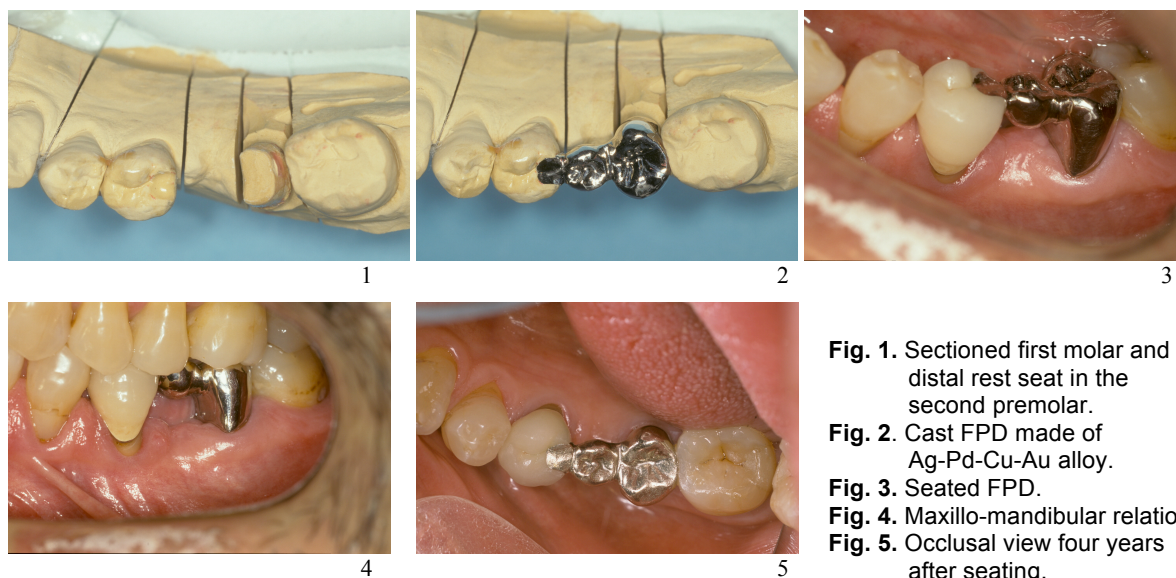 1
2
3
4
5
Fig. 1. Sectioned first molar and
distal rest seat in the
second premolar.
Fig. 2. Cast FPD made of
Ag-Pd-Cu-Au alloy.
Fig. 3. Seated FPD.
Fig. 4. Maxillo-mandibular relatio
Fig. 5. Occlusal view four years
after seating.